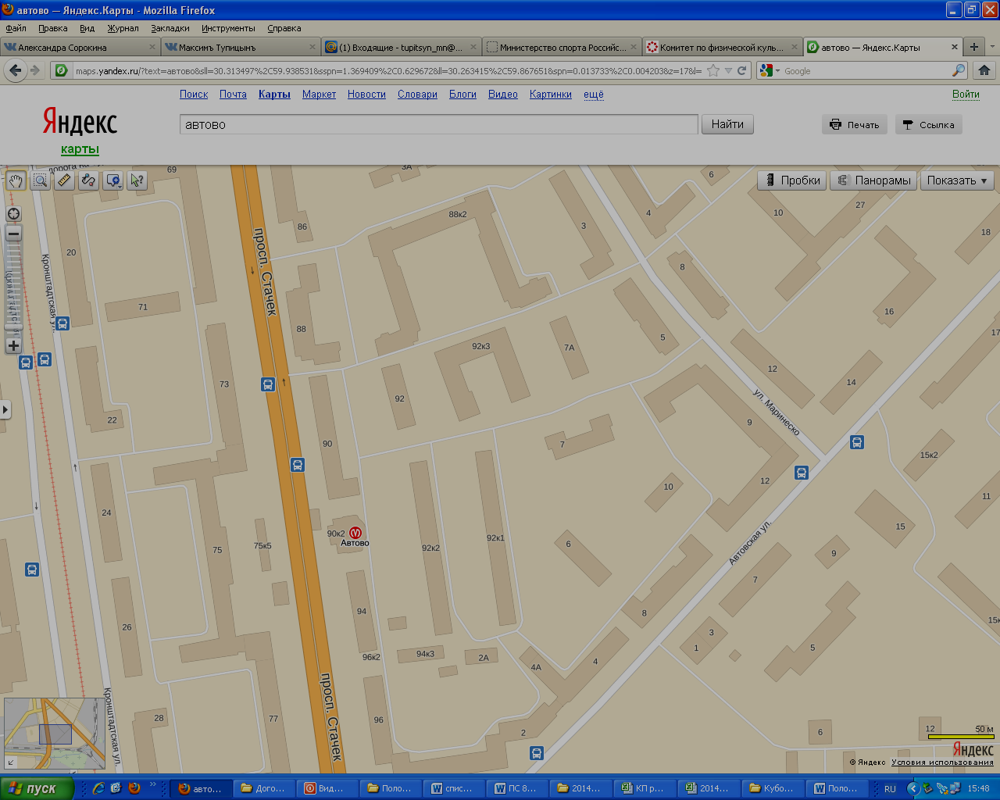 автово — Яндекс.Карты - Mozilla Firefox
Файл Правка Вид Журнал Закладки Инструменты Справка
Александра Сорокина
Максимъ Тупицынъ
(1) Входящие - tupitsyn_mn@...
Министерство спорта Российс...
Комитет по физической куль...
автово — Яндекс.Карты
maps.yandex.ru/?text=автово&sll=30.313497%2C59.938531&sspn=1.369409%2C0.629672&ll=30.263415%2C59.867651&spn=0.013733%2C0.004203&z=17&l=
Google
Поиск Почта Карты Маркет Новости Словари Блоги Видео Картинки ещё
Войти
Яндекс
карты
автово
Найти
Печать
Ссылка
Пробки
Панорамы
Показать
69
3А
6
27
10
18
86
88к2
4
3
20
Кронштадтская ул.
просп. Стачек
8
71
16
88
92к3
7А
5
17
12
14
73
92
ул. Маринеско
22
90
7
9
15к2
10
12
11
24
15
90к2
Автово
75к5
75
92к2
92к1
6
9
Автовская ул.
7
94
8
15к
26
3
1
5
96к2
94к3
2А
4А
4
просп. Стачек
Кронштадтская ул.
28
77
96
2
6
12
50 м
Яндекс
© Яндекс Условия использования
пуск
авто...
Дого...
Вид...
Поло...
спис...
ПС 8...
2014...
КП р...
2014...
Кубо...
Поло...
RU
15:48